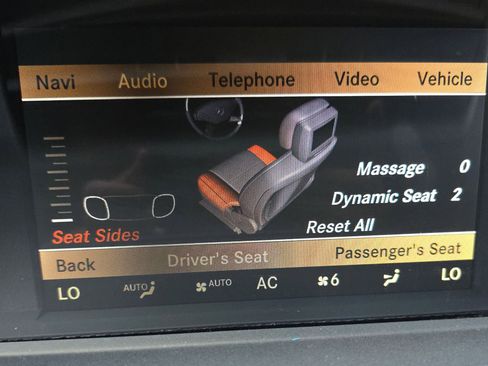 Navi Audio Telephone Video Vehicle
Massage 0
Dynamic Seat 2
Reset All
Seat Sides
Back Driver's Seat Passenger's Seat
LO AUTO AUTO AC 6 LO